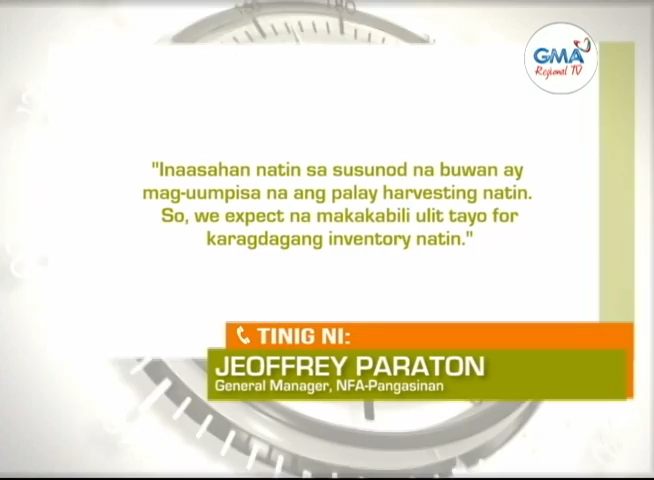 GMA
Regional TV
"Inaasahan natin sa susunod na buwan ay
mag-uumpisa na ang palay harvesting natin.
So, we expect na makakabili ulit tayo for
karagdagang inventory natin."
TINIG NI:
JEOFFREY PARATON
General Manager, NFA-Pangasinan